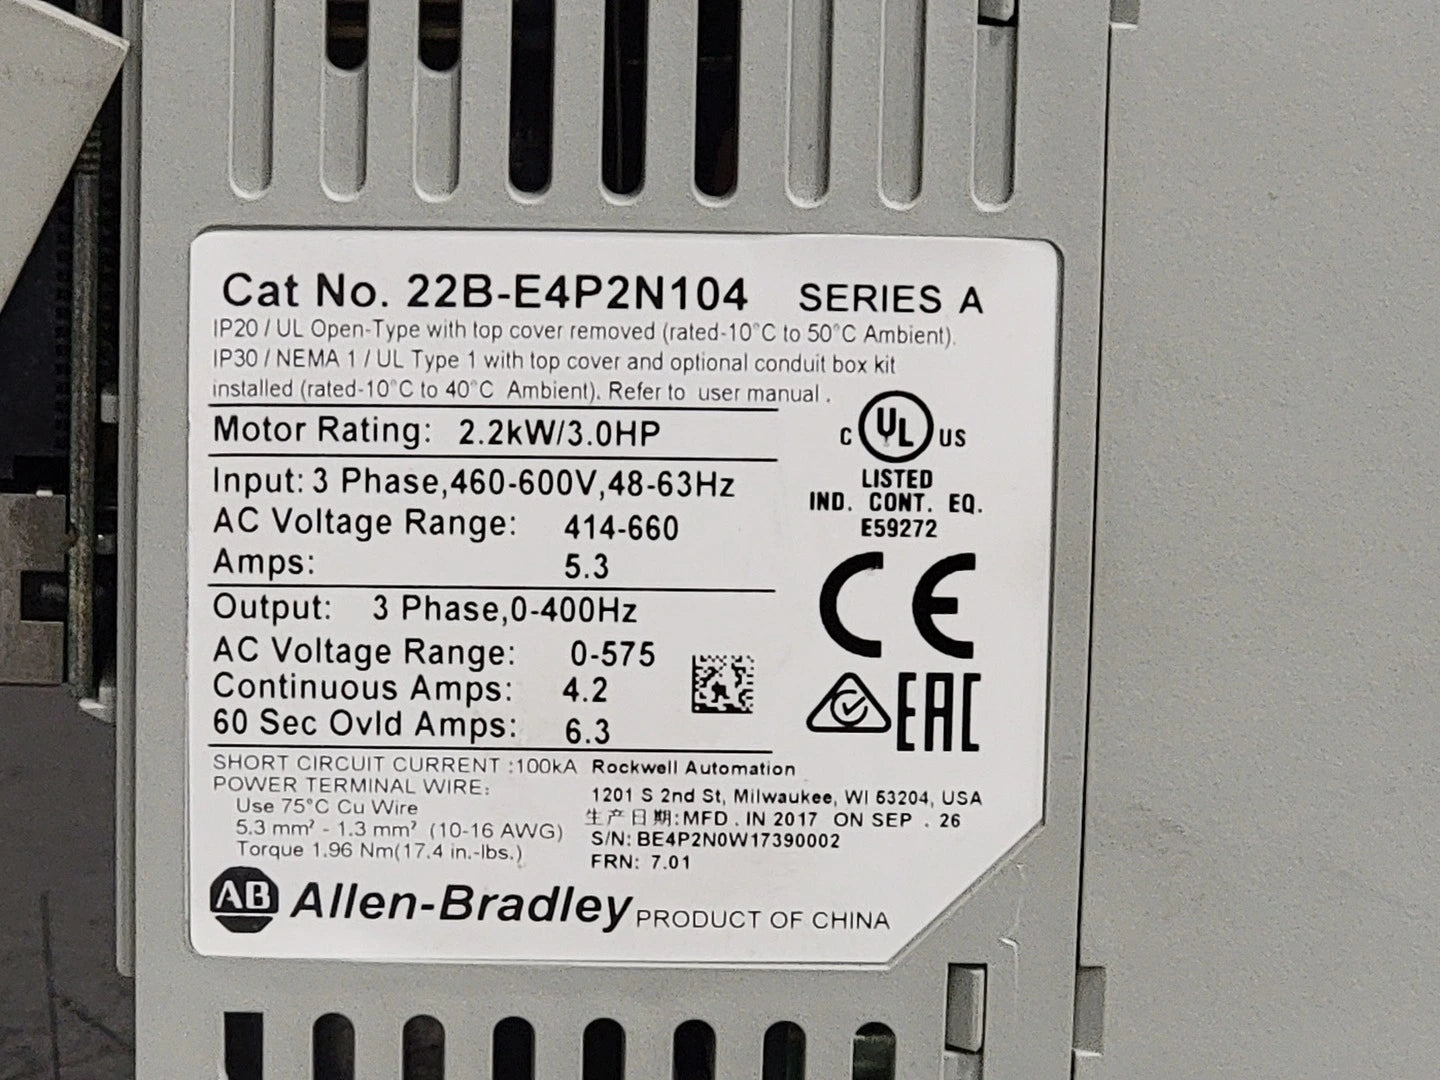 Cat No. 22B-E4P2N104 SERIES A
IP20 / UL Open-Type with top cover removed (rated-10°C to 50°C Ambient).
IP30 / NEMA 1 / UL Type 1 with top cover and optional conduit box kit
installed (rated-10°C to 40°C Ambient). Refer to user manual .
Motor Rating: 2.2kW/3.0HP
Input: 3 Phase,460-600V,48-63Hz
AC Voltage Range: 414-660
Amps: 5.3
Output: 3 Phase,0-400Hz
AC Voltage Range: 0-575
Continuous Amps: 4.2
60 Sec Ovld Amps: 6.3
C UL US
LISTED
IND. CONT. EQ.
E59272
CE
EAC
SHORT CIRCUIT CURRENT :100kA
POWER TERMINAL WIRE:
Use 75°C Cu Wire
5.3 mm² - 1.3 mm² (10-16 AWG)
Torque 1.96 Nm(17.4 in.-lbs.)
Rockwell Automation
1201 S 2nd St, Milwaukee, WI 53204, USA
生产日期:MFD . IN 2017 ON SEP . 26
S/N: BE4P2N0W17390002
FRN: 7.01
AB Allen-Bradley PRODUCT OF CHINA